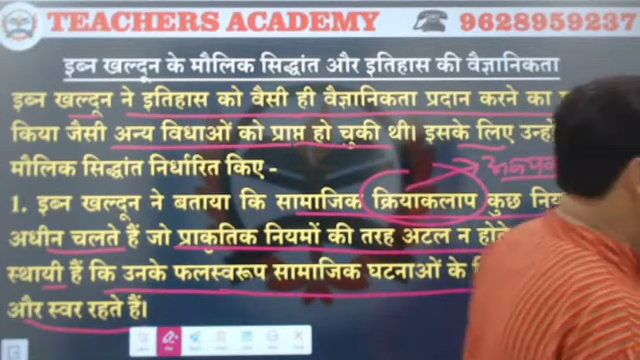 TEACHERS ACADEMY ☎ 9628959237
इब्न खल्दून के मौलिक सिद्धांत और इतिहास की वैज्ञानिकता
इब्न खल्दून ने इतिहास को वैसी ही वैज्ञानिकता प्रदान करने का
किया जैसी अन्य विधाओं को प्राप्त हो चुकी थी। इसके लिए
मौलिक सिद्धांत निर्धारित किए -
1. इब्न खल्दून ने बताया कि सामाजिक क्रियाकलाप कुछ
अधीन चलते हैं जो प्राकृतिक नियमों की तरह अटल न
स्थायी हैं कि उनके फलस्वरूप सामाजिक घटनाओं के
और स्वर रहते हैं।